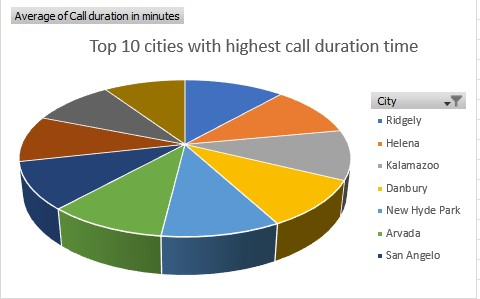 Average of Call duration in minutes
Top 10 cities with highest call duration time
City
Ridgely
Helena
Kalamazoo
Danbury
New Hyde Park
Arvada
San Angelo